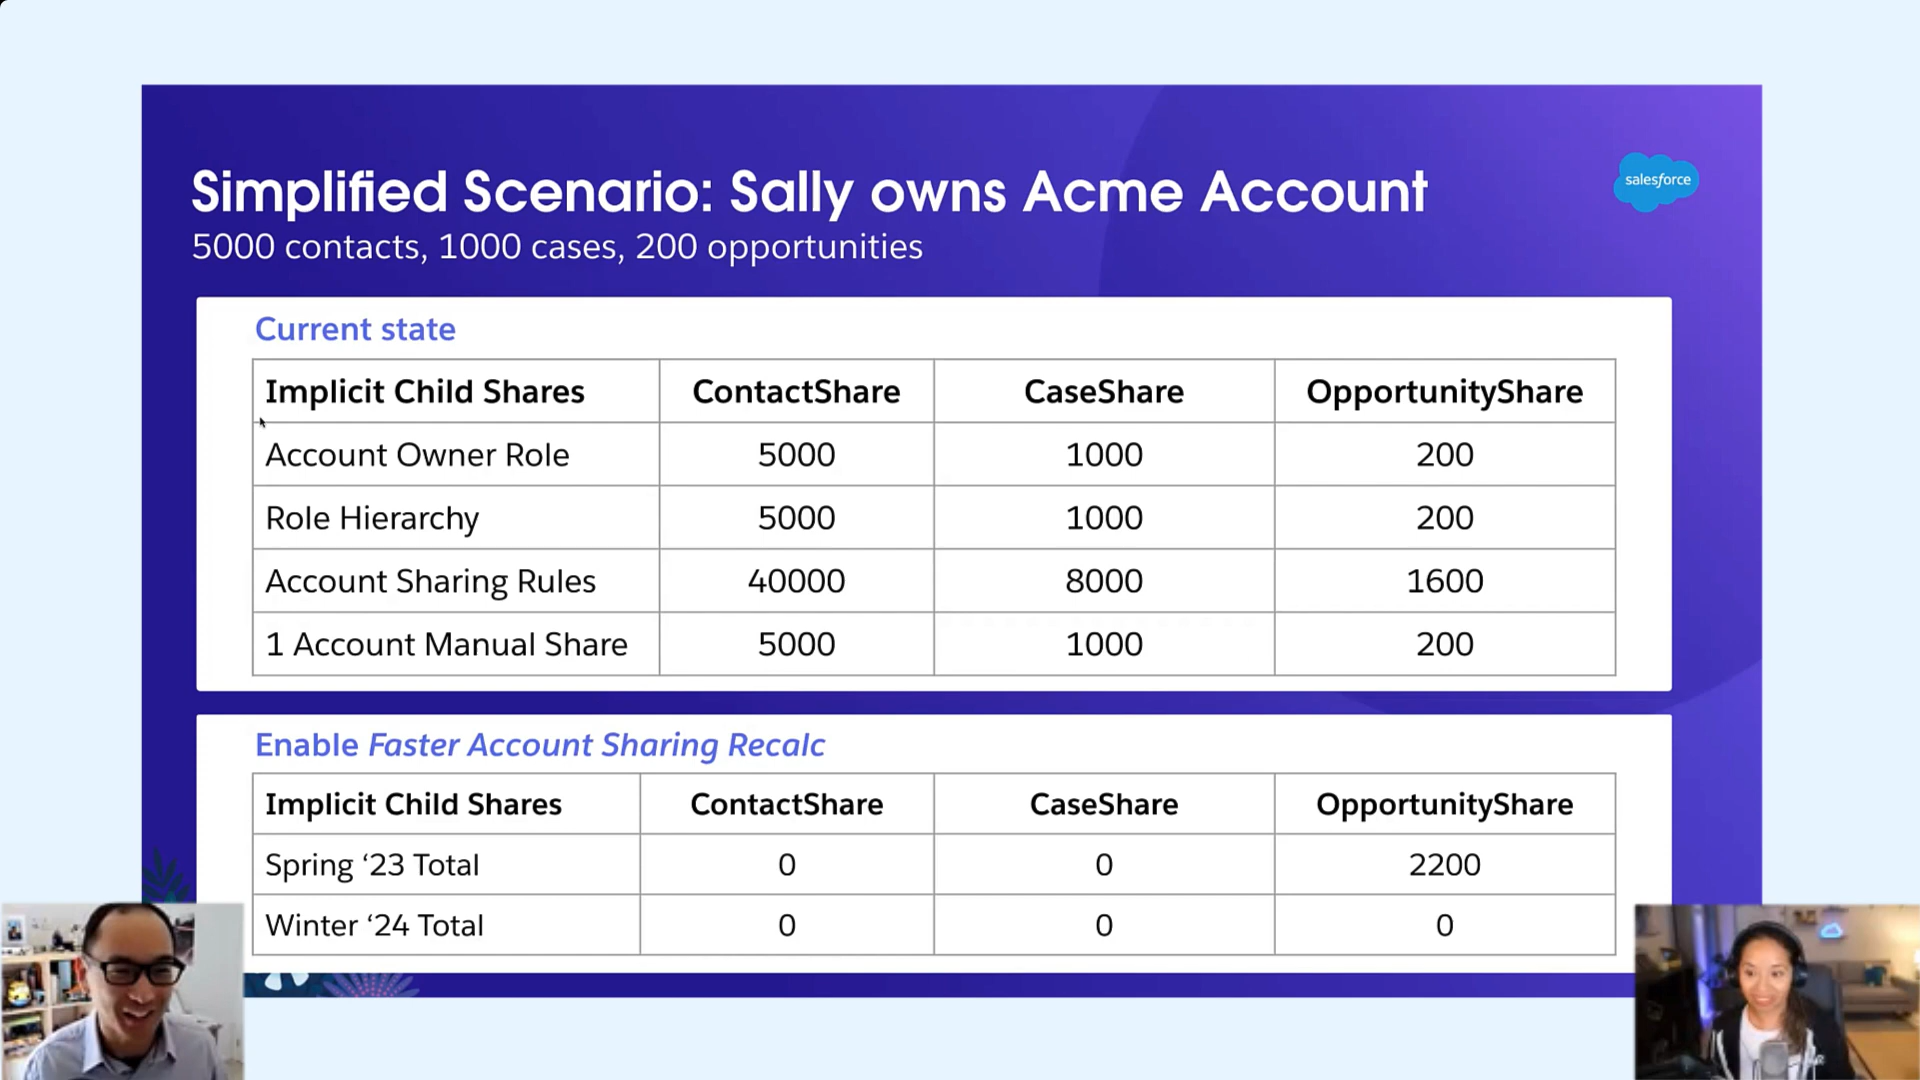 Simplified Scenario: Sally owns Acme Account
salesforce
5000 contacts, 1000 cases, 200 opportunities
Current state
Implicit Child Shares ContactShare CaseShare OpportunityShare
Account Owner Role 5000 1000 200
Role Hierarchy 5000 1000 200
Account Sharing Rules 40000 8000 1600
1 Account Manual Share 5000 1000 200
Enable Faster Account Sharing Recalc
Implicit Child Shares ContactShare CaseShare OpportunityShare
Spring ‘23 Total 0 0 2200
Winter ‘24 Total 0 0 0